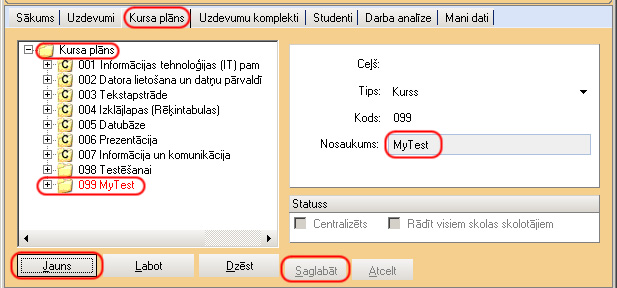 Sākums Uzdevumi Kursa plāns Uzdevumu komplekti Studenti Darba analīze Mani dati
Kursa plāns
C 001 Informācijas tehnoloģijas (IT) pam
C 002 Datora lietošana un datņu pārvaldī
C 003 Tekstapstrāde
C 004 Izklājlapas (Rēķintabulas)
C 005 Datubāze
C 006 Prezentācija
C 007 Informācija un komunikācija
098 Testēšanai
099 MyTest
Ceļš:
Tips: Kurss
Kods: 099
Nosaukums: MyTest
Statuss
Centralizēts Rādīt visiem skolas skolotājiem
Jauns Labot Dzēst Saglabāt Atcelt